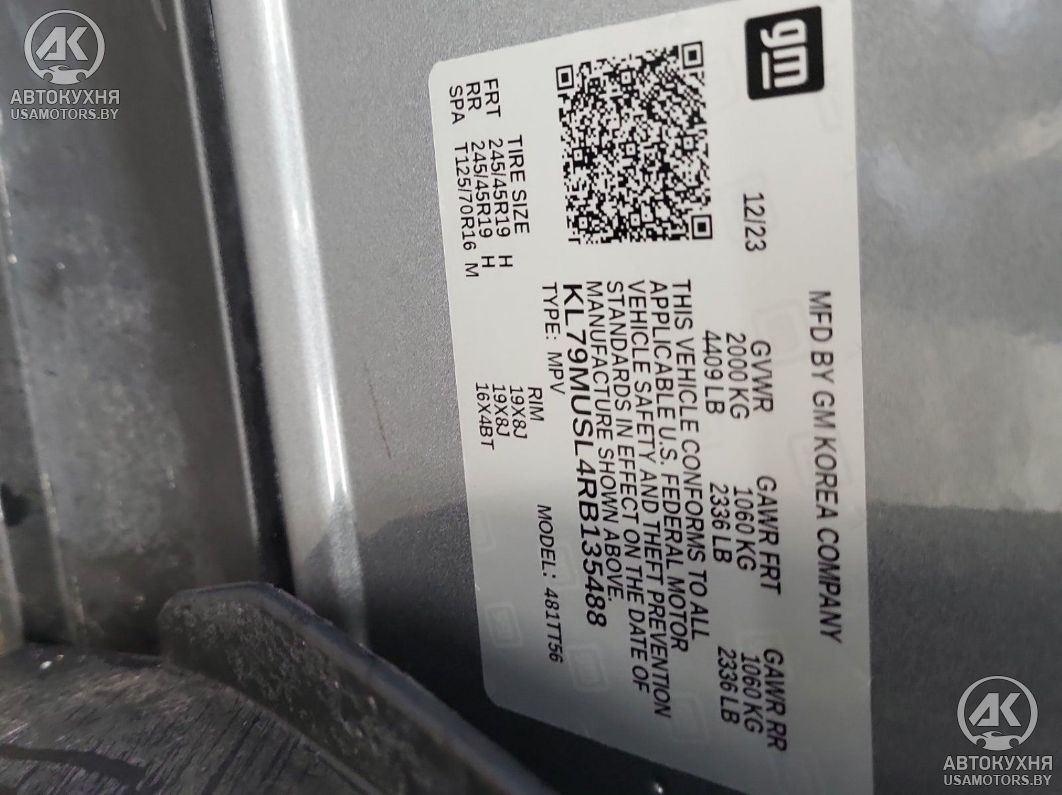 AK
АВТОКУХНЯ
USAMOTORS.BY
gm
MFD BY GM KOREA COMPANY
12/23 GVWR GAWR FRT GAWR RR
2000 KG 1060 KG 1060 KG
4409 LB 2336 LB 2336 LB
THIS VEHICLE CONFORMS TO ALL
APPLICABLE U.S. FEDERAL MOTOR
VEHICLE SAFETY AND THEFT PREVENTION
STANDARDS IN EFFECT ON THE DATE OF
MANUFACTURE SHOWN ABOVE.
KL79MUSL4RB135488
TYPE: MPV MODEL: 481TT56
TIRE SIZE RIM
FRT 245/45R19 H 19X8J
RR 245/45R19 H 19X8J
SPA T125/70R16 M 16X4BT
AK
АВТОКУХНЯ
USAMOTORS.BY